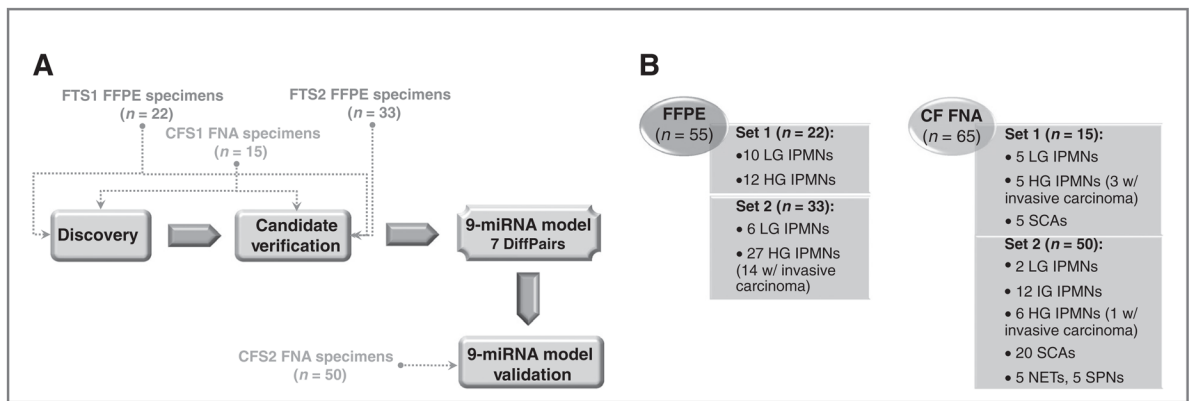 A
FTS1 FFPE specimens
(n = 22)
FTS2 FFPE specimens
(n = 33)
CFS1 FNA specimens
(n = 15)
Discovery
Candidate
verification
9-miRNA model
7 DiffPairs
CFS2 FNA specimens
(n = 50)
9-miRNA model
validation
B
FFPE
(n = 55)
Set 1 (n = 22):
•10 LG IPMNs
•12 HG IPMNs
Set 2 (n = 33):
• 6 LG IPMNs
• 27 HG IPMNs
(14 w/ invasive
carcinoma)
CF FNA
(n = 65)
Set 1 (n = 15):
• 5 LG IPMNs
• 5 HG IPMNs (3 w/
invasive carcinoma)
• 5 SCAs
Set 2 (n = 50):
• 2 LG IPMNs
• 12 IG IPMNs
• 6 HG IPMNs (1 w/
invasive carcinoma)
• 20 SCAs
• 5 NETs, 5 SPNs